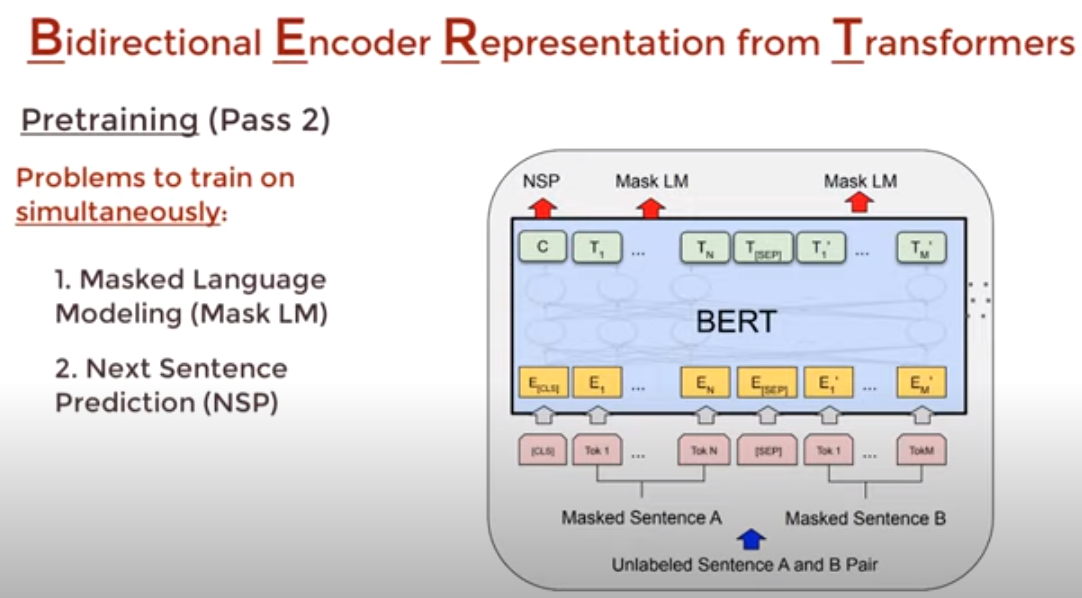 Bidirectional Encoder Representation from Transformers
Pretraining (Pass 2)
Problems to train on
simultaneously:
1. Masked Language
Modeling (Mask LM)
2. Next Sentence
Prediction (NSP)
NSP Mask LM Mask LM
C T1 ... TN T[SEP] T1' ... TM'
BERT
E[CLS] E1 ... EN E[SEP] E1' ... EM'
[CLS] Tok 1 ... Tok N [SEP] Tok 1 ... TokM
Masked Sentence A Masked Sentence B
Unlabeled Sentence A and B Pair